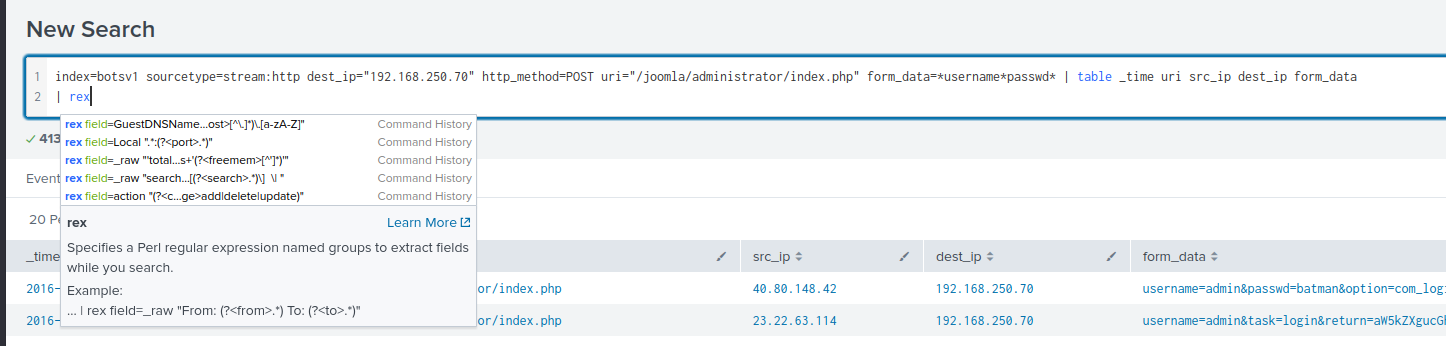 New Search
1 index=botsv1 sourcetype=stream:http dest_ip="192.168.250.70" http_method=POST uri="/joomla/administrator/index.php" form_data=*username*passwd* | table _time uri src_ip dest_ip form_data
2 | rex
rex field=GuestDNSName...ost>[^\.]*)\.[a-zA-Z]" Command History
rex field=Local ".*:(?<port>.*)" Command History
rex field=_raw "'total...s+'(?<freemem>[^']*)'" Command History
rex field=_raw "search...[(?<search>.*)\] \| " Command History
rex field=action "(?<c...ge>add|delete|update)" Command History
413
Event
rex Learn More
Specifies a Perl regular expression named groups to extract fields
while you search.
Example:
... | rex field=_raw "From: (?<from>.*) To: (?<to>.*)"
20 Pe
_time src_ip dest_ip form_data
2016- or/index.php 40.80.148.42 192.168.250.70 username=admin&passwd=batman&option=com_logi
2016- or/index.php 23.22.63.114 192.168.250.70 username=admin&task=login&return=aW5kZXgucGh